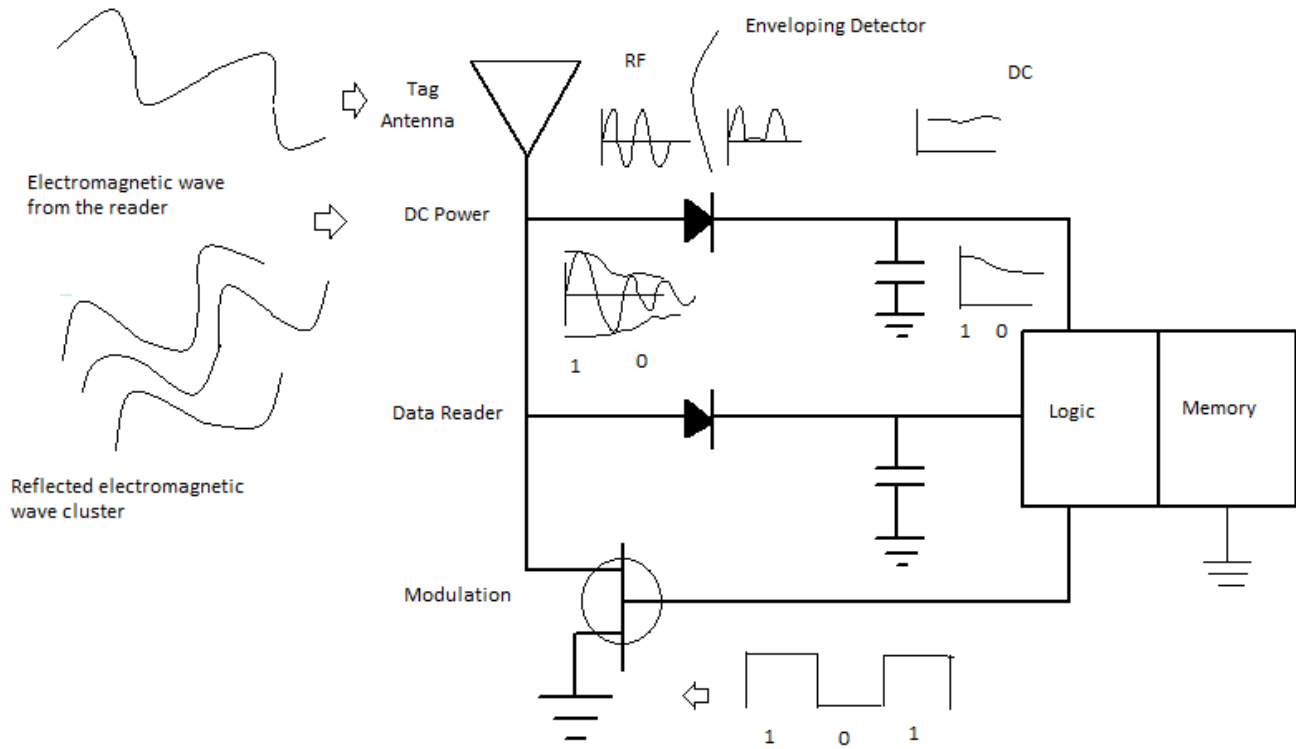 Enveloping Detector
RF
DC
Tag
Antenna
Electromagnetic wave
from the reader
DC Power
1 0
1 0
Data Reader
Logic
Memory
Reflected electromagnetic
wave cluster
Modulation
1 0 1